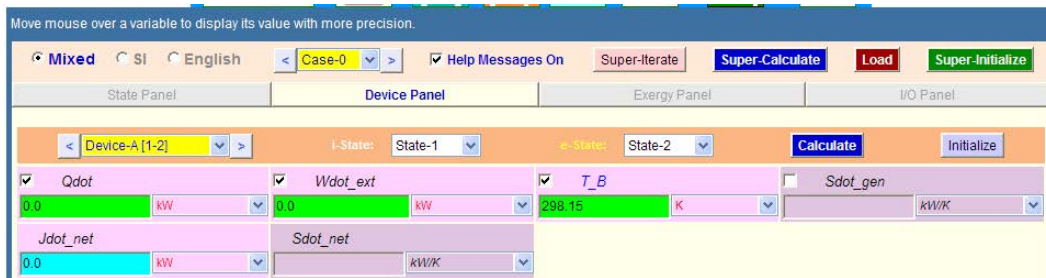 Move mouse over a variable to display its value with more precision.
Mixed SI English < Case-0 > Help Messages On Super-Iterate Super-Calculate Load Super-Initialize
State Panel Device Panel Exergy Panel I/O Panel
< Device-A [1-2] > i-State: State-1 e-State: State-2 Calculate Initialize
Qdot Wdot_ext T_B Sdot_gen
0.0 kW 0.0 kW 298.15 K kW/K
Jdot_net Sdot_net
0.0 kW kW/K